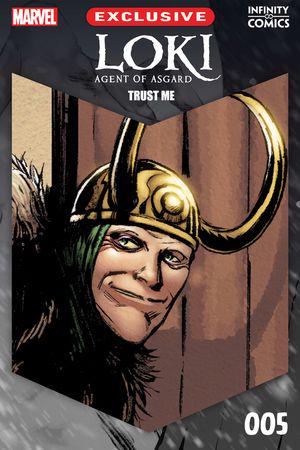 MARVEL
EXCLUSIVE
INFINITY
COMICS
LOKI
AGENT OF ASGARD
TRUST ME
005